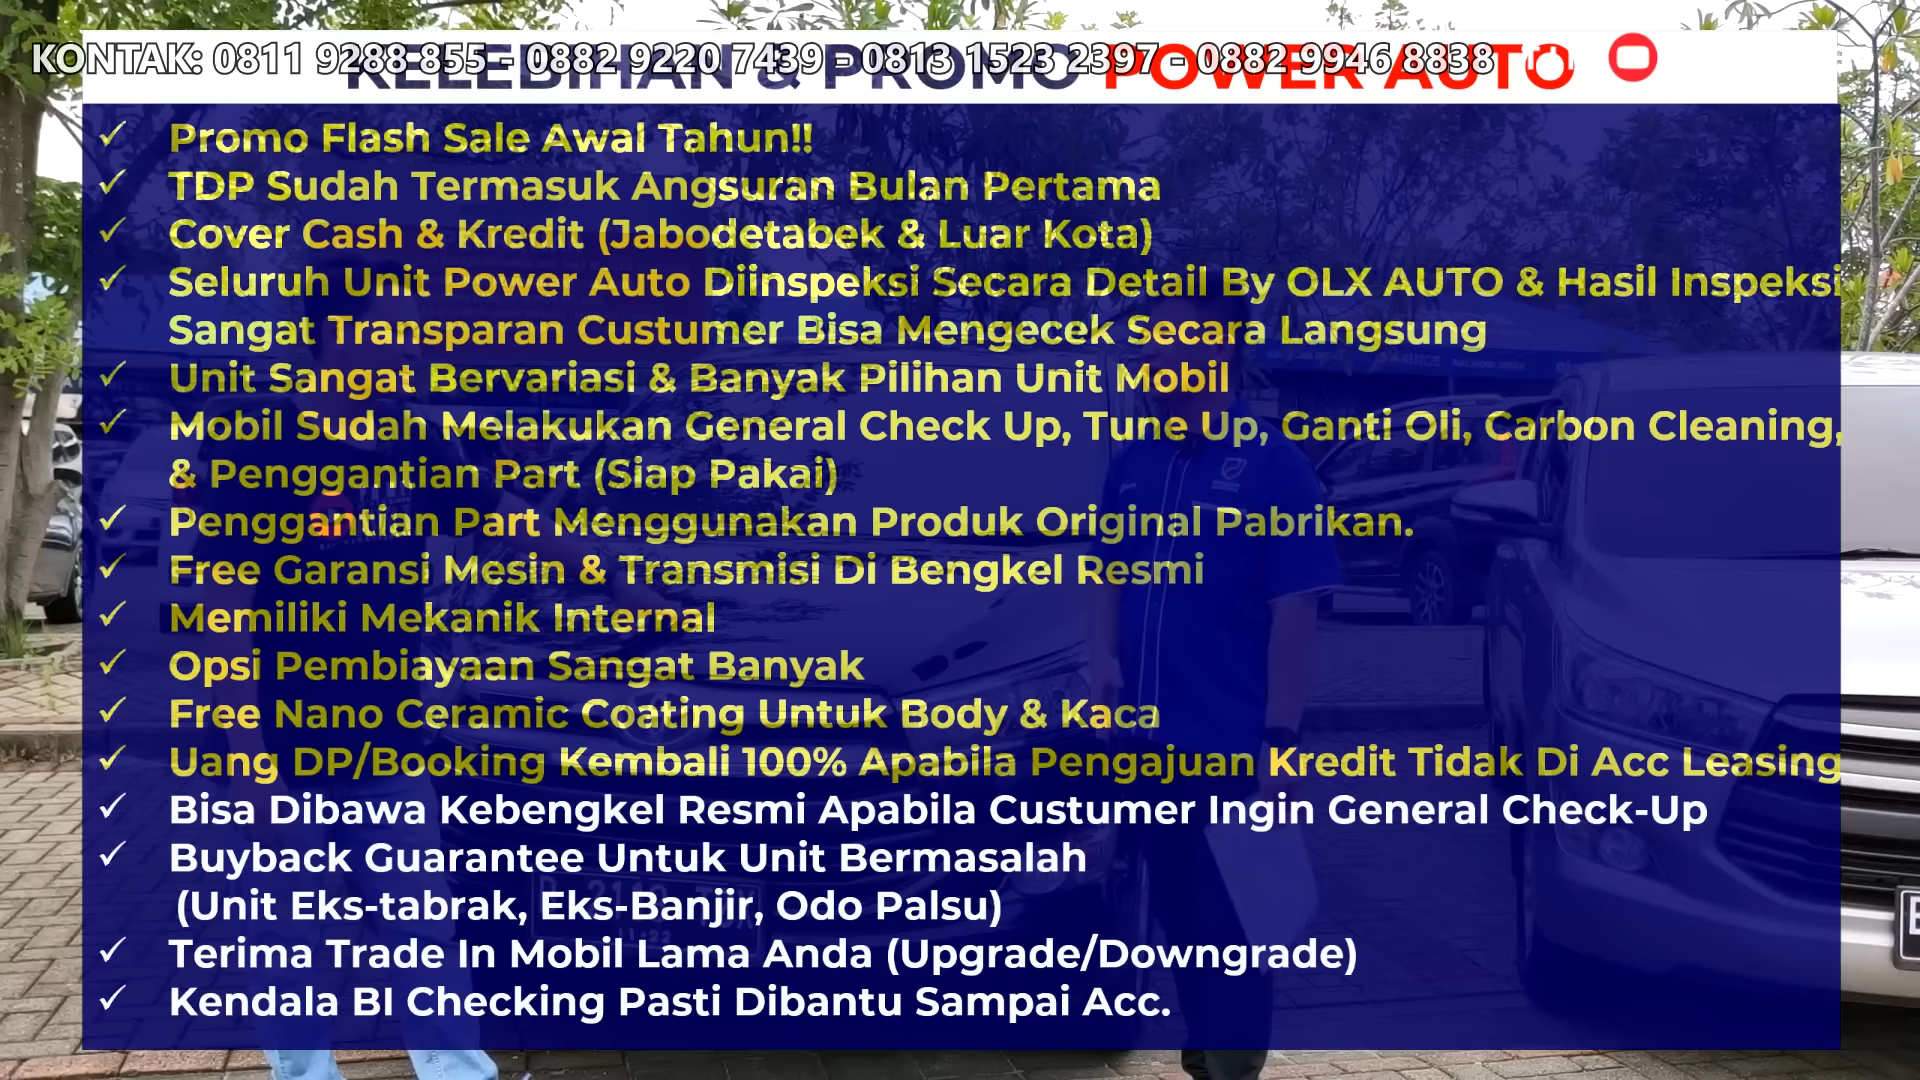 KONTAK: 0811 9288 855 - 0882 9220 7439 - 0813 1523 2397 - 0882 9946 8838
KELEBIHAN & PROMO POWER AUTO
✓ Promo Flash Sale Awal Tahun!!
✓ TDP Sudah Termasuk Angsuran Bulan Pertama
✓ Cover Cash & Kredit (Jabodetabek & Luar Kota)
✓ Seluruh Unit Power Auto Diinspeksi Secara Detail By OLX AUTO & Hasil Inspeksi
Sangat Transparan Custumer Bisa Mengecek Secara Langsung
✓ Unit Sangat Bervariasi & Banyak Pilihan Unit Mobil
✓ Mobil Sudah Melakukan General Check Up, Tune Up, Ganti Oli, Carbon Cleaning,
& Penggantian Part (Siap Pakai)
✓ Penggantian Part Menggunakan Produk Original Pabrikan.
✓ Free Garansi Mesin & Transmisi Di Bengkel Resmi
✓ Memiliki Mekanik Internal
✓ Opsi Pembiayaan Sangat Banyak
✓ Free Nano Ceramic Coating Untuk Body & Kaca
✓ Uang DP/Booking Kembali 100% Apabila Pengajuan Kredit Tidak Di Acc Leasing
✓ Bisa Dibawa Kebengkel Resmi Apabila Custumer Ingin General Check-Up
✓ Buyback Guarantee Untuk Unit Bermasalah
(Unit Eks-tabrak, Eks-Banjir, Odo Palsu)
✓ Terima Trade In Mobil Lama Anda (Upgrade/Downgrade)
✓ Kendala BI Checking Pasti Dibantu Sampai Acc.